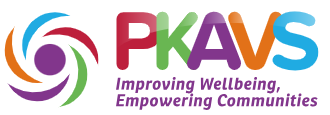 PKAVS
Improving Wellbeing,
Empowering Communities